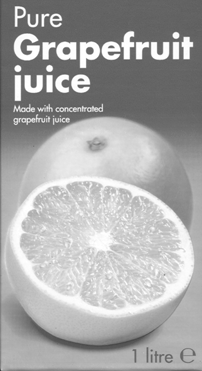 Pure
Grapefruit
juice
Made with concentrated
grapefruit juice
1 litre ℮